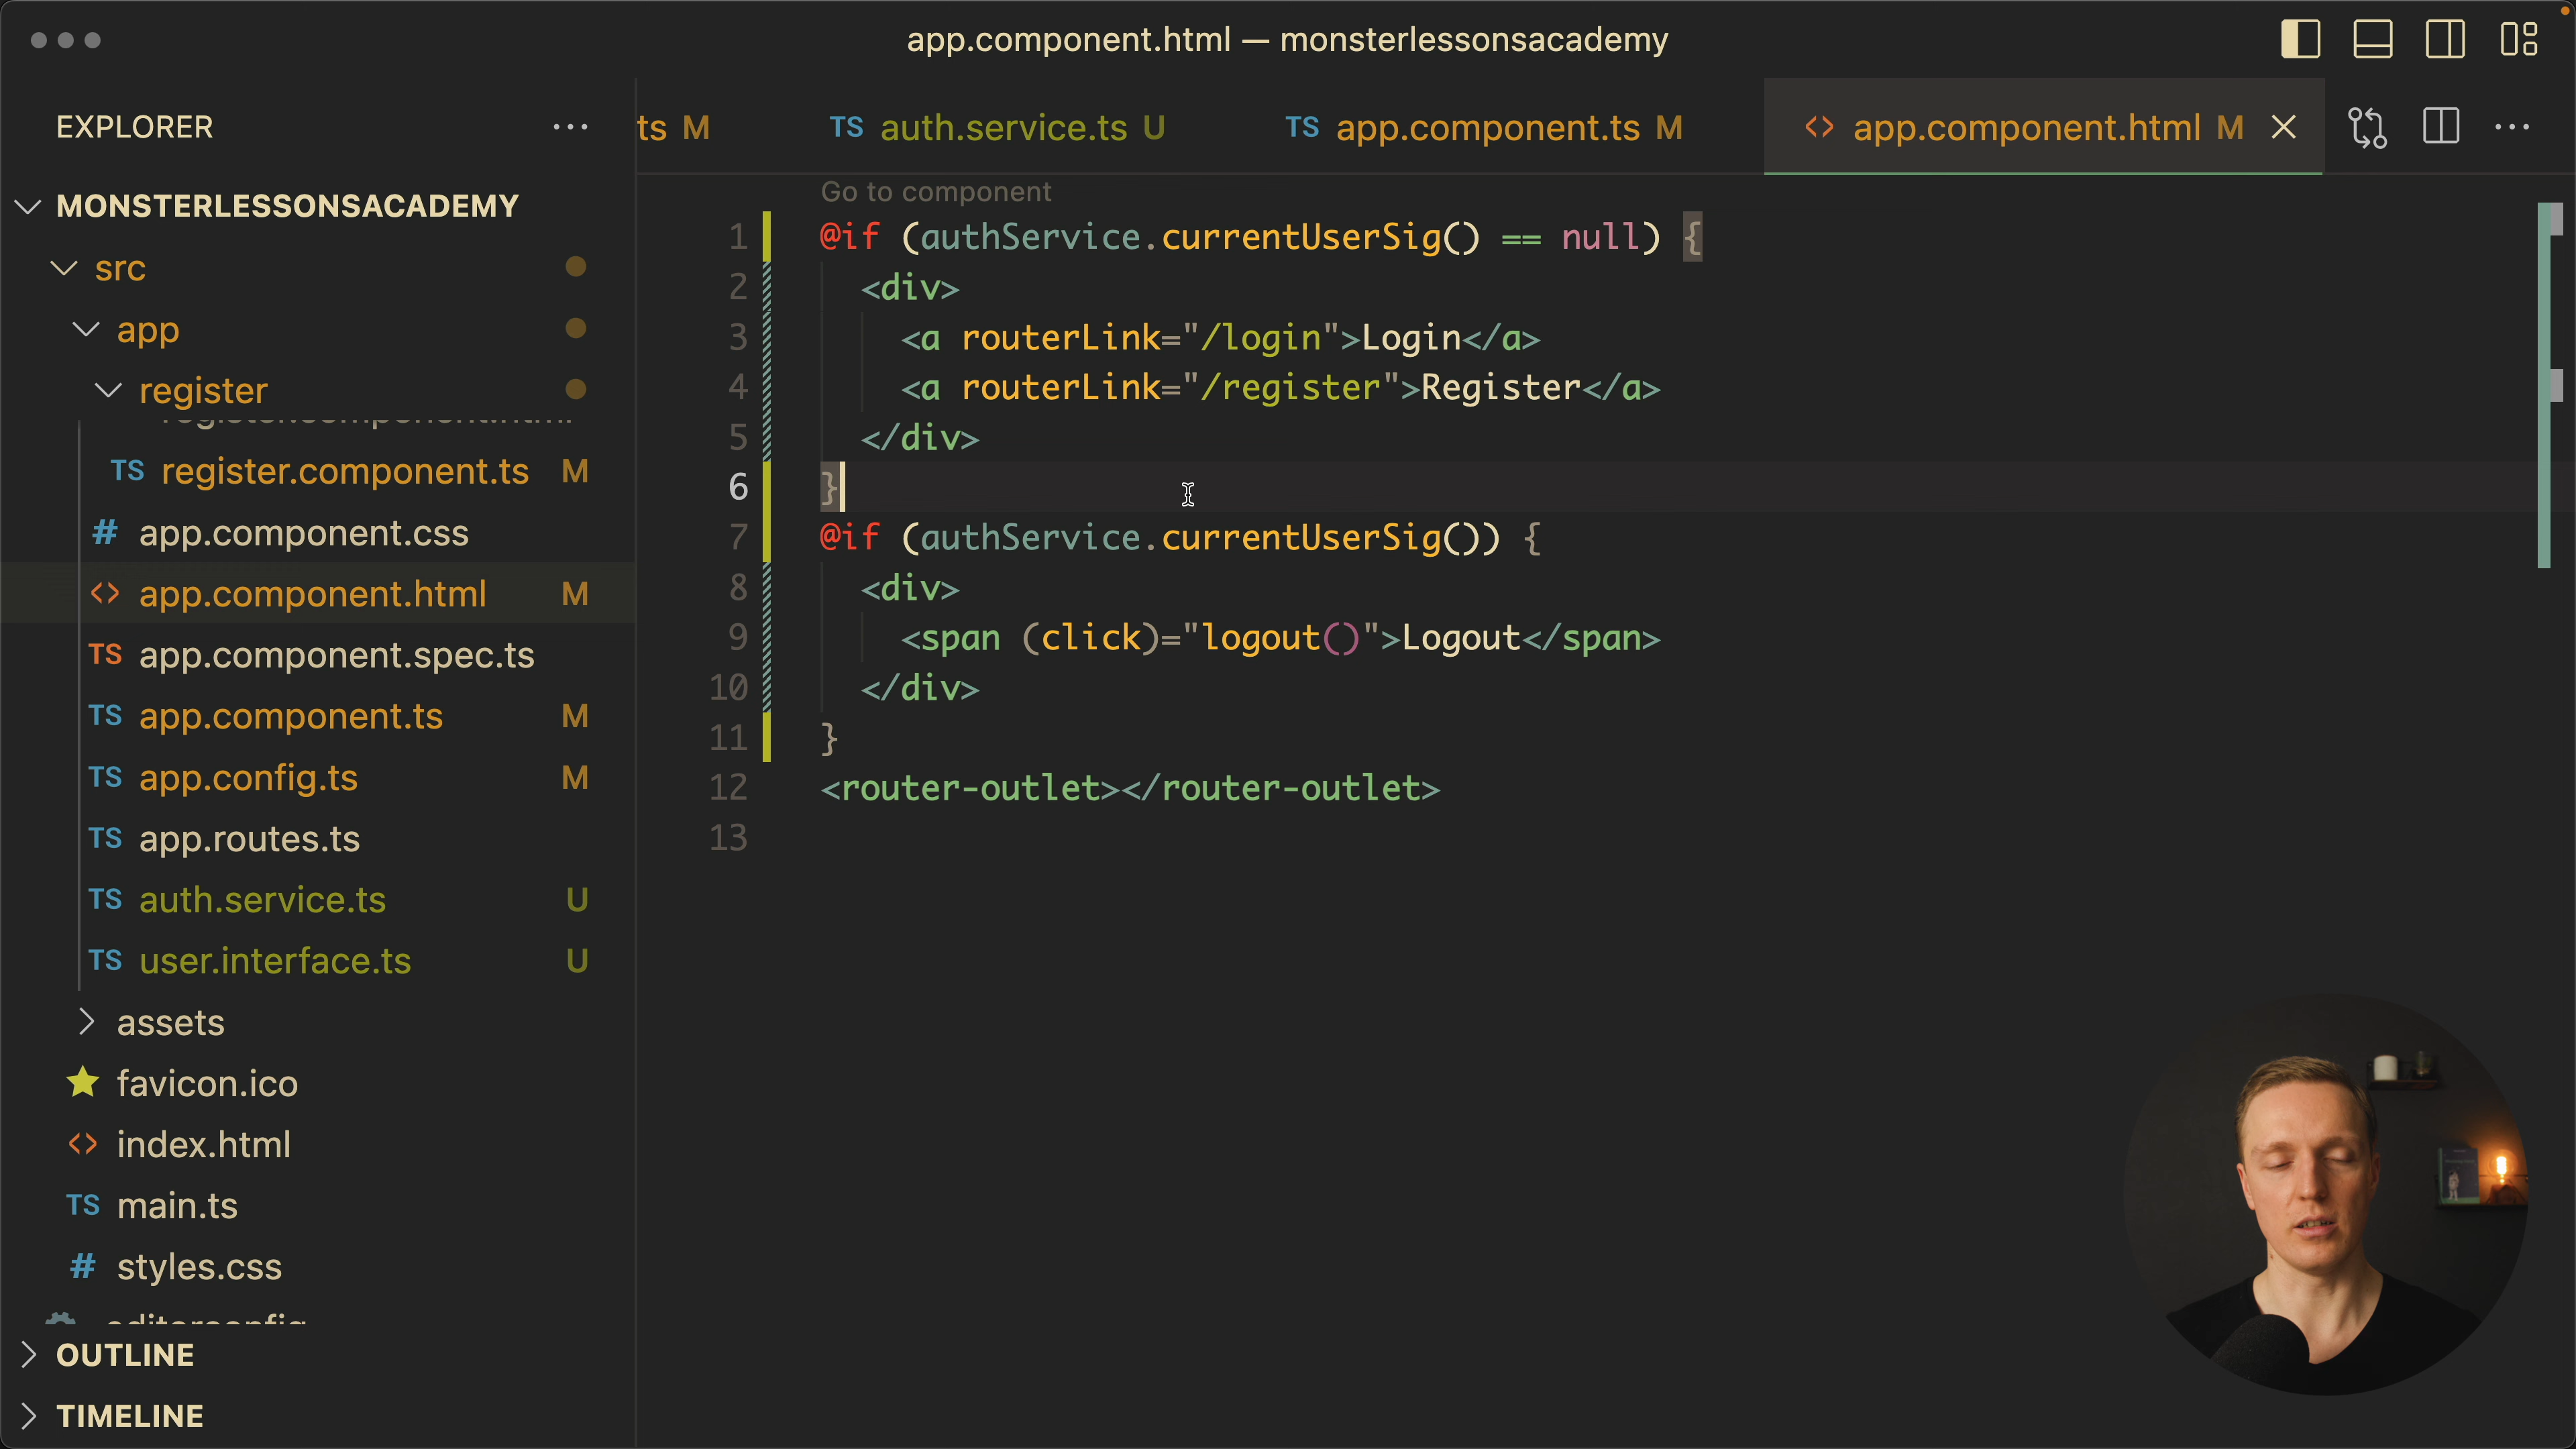 app.component.html — monsterlessonsacademy
EXPLORER
ts M
TS auth.service.ts U
TS app.component.ts M
<> app.component.html M
MONSTERLESSONSACADEMY
src
app
register
register.component.html
TS register.component.ts M
# app.component.css
<> app.component.html M
TS app.component.spec.ts
TS app.component.ts M
TS app.config.ts M
TS app.routes.ts
TS auth.service.ts U
TS user.interface.ts U
assets
favicon.ico
<> index.html
TS main.ts
# styles.css
OUTLINE
TIMELINE
Go to component
1 @if (authService.currentUserSig() == null) {
2 <div>
3 <a routerLink="/login">Login</a>
4 <a routerLink="/register">Register</a>
5 </div>
6 }
7 @if (authService.currentUserSig()) {
8 <div>
9 <span (click)="logout()">Logout</span>
10 </div>
11 }
12 <router-outlet></router-outlet>
13